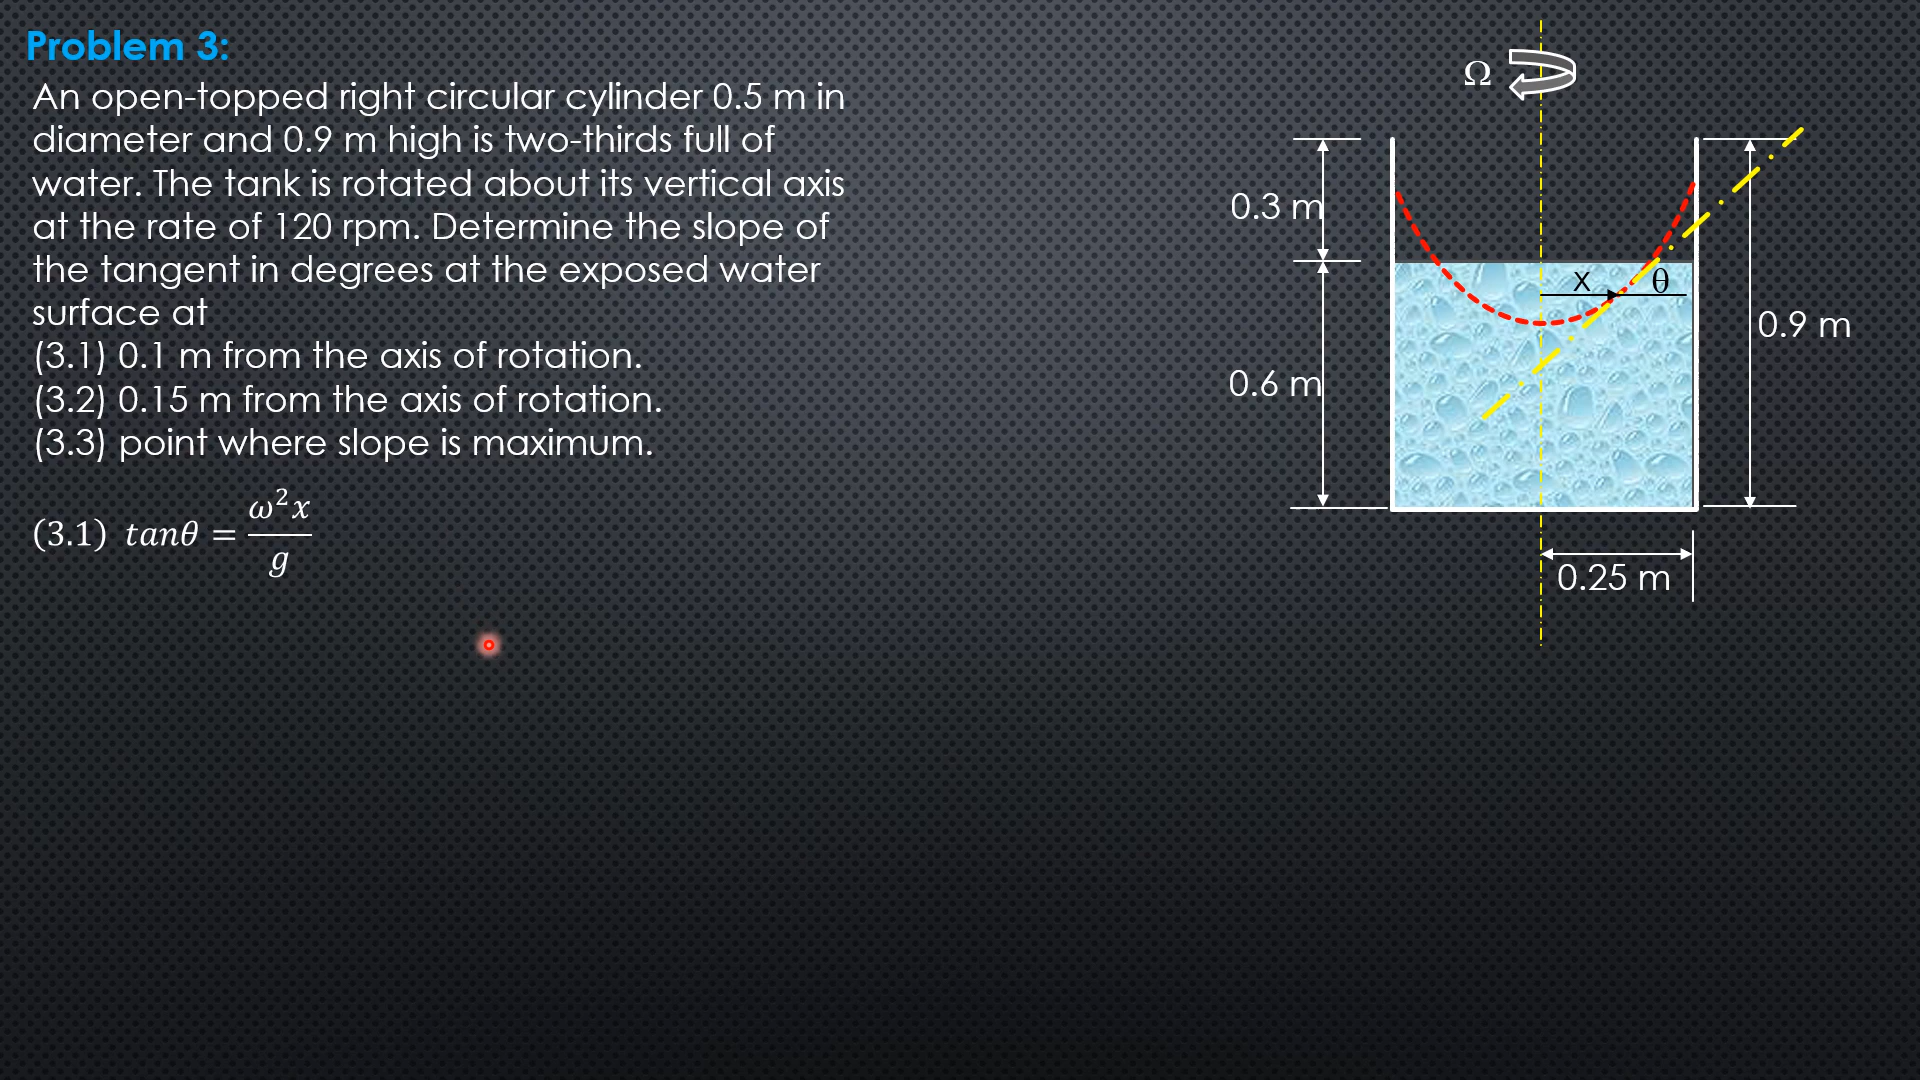 Problem 3:
An open-topped right circular cylinder 0.5 m in
diameter and 0.9 m high is two-thirds full of
water. The tank is rotated about its vertical axis
at the rate of 120 rpm. Determine the slope of
the tangent in degrees at the exposed water
surface at
(3.1) 0.1 m from the axis of rotation.
(3.2) 0.15 m from the axis of rotation.
(3.3) point where slope is maximum.
(3.1) tanθ = ω²x / g
Ω
0.3 m
x θ
0.9 m
0.6 m
0.25 m